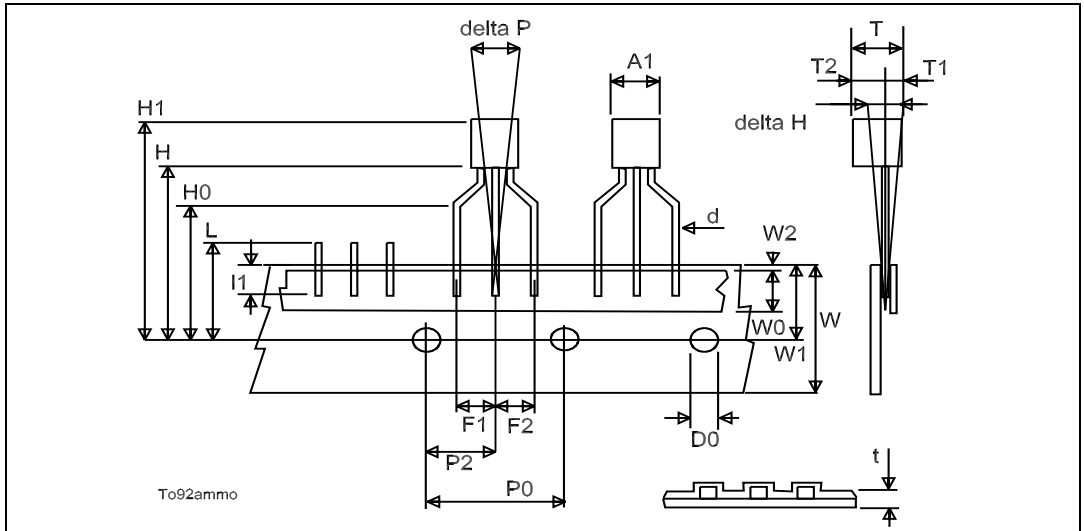 delta P
T
A1
T2
T1
H1
delta H
H
H0
d
L
W2
I1
W0
W
W1
F1
F2
D0
P2
t
P0
To92ammo